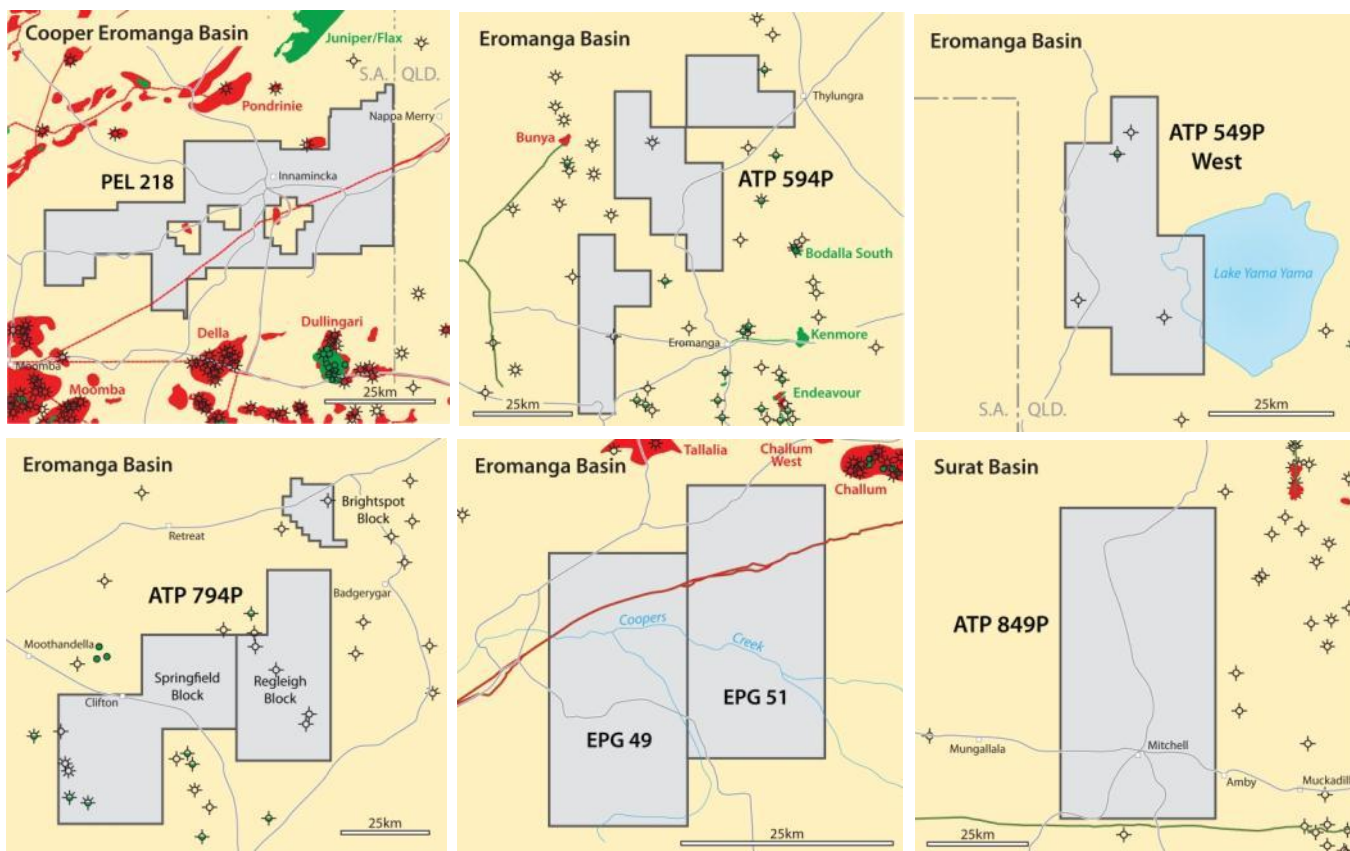 Cooper Eromanga Basin
Juniper/Flax
S.A. QLD.
Pondrinie
Nappa Merry
Innamincka
PEL 218
Della
Dullingari
Moomba
Moomba
25km
Eromanga Basin
Thylungra
Bunya
ATP 594P
Bodalla South
Eromanga
Kenmore
Endeavour
25km
Eromanga Basin
ATP 549P
West
Lake Yama Yama
S.A. QLD.
25km
Eromanga Basin
Brightspot
Block
Retreat
ATP 794P
Badgerygar
Moothandella
Springfield
Block
Regleigh
Block
Clifton
25km
Eromanga Basin
Tallalia
Challum
West
Challum
Coopers
Creek
EPG 51
EPG 49
25km
Surat Basin
ATP 849P
Mungallala
Mitchell
Amby
Muckadill
25km